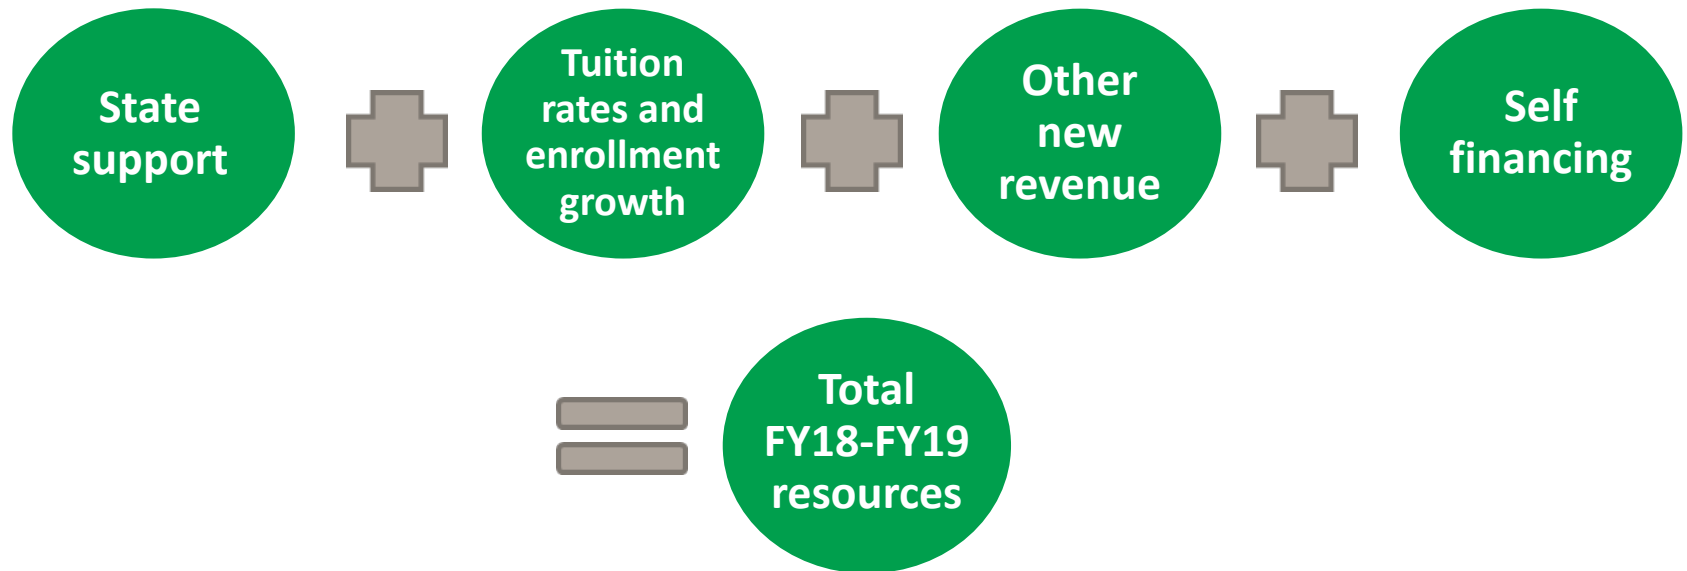 State
support
Tuition
rates and
enrollment
growth
Other
new
revenue
Self
financing
Total
FY18-FY19
resources